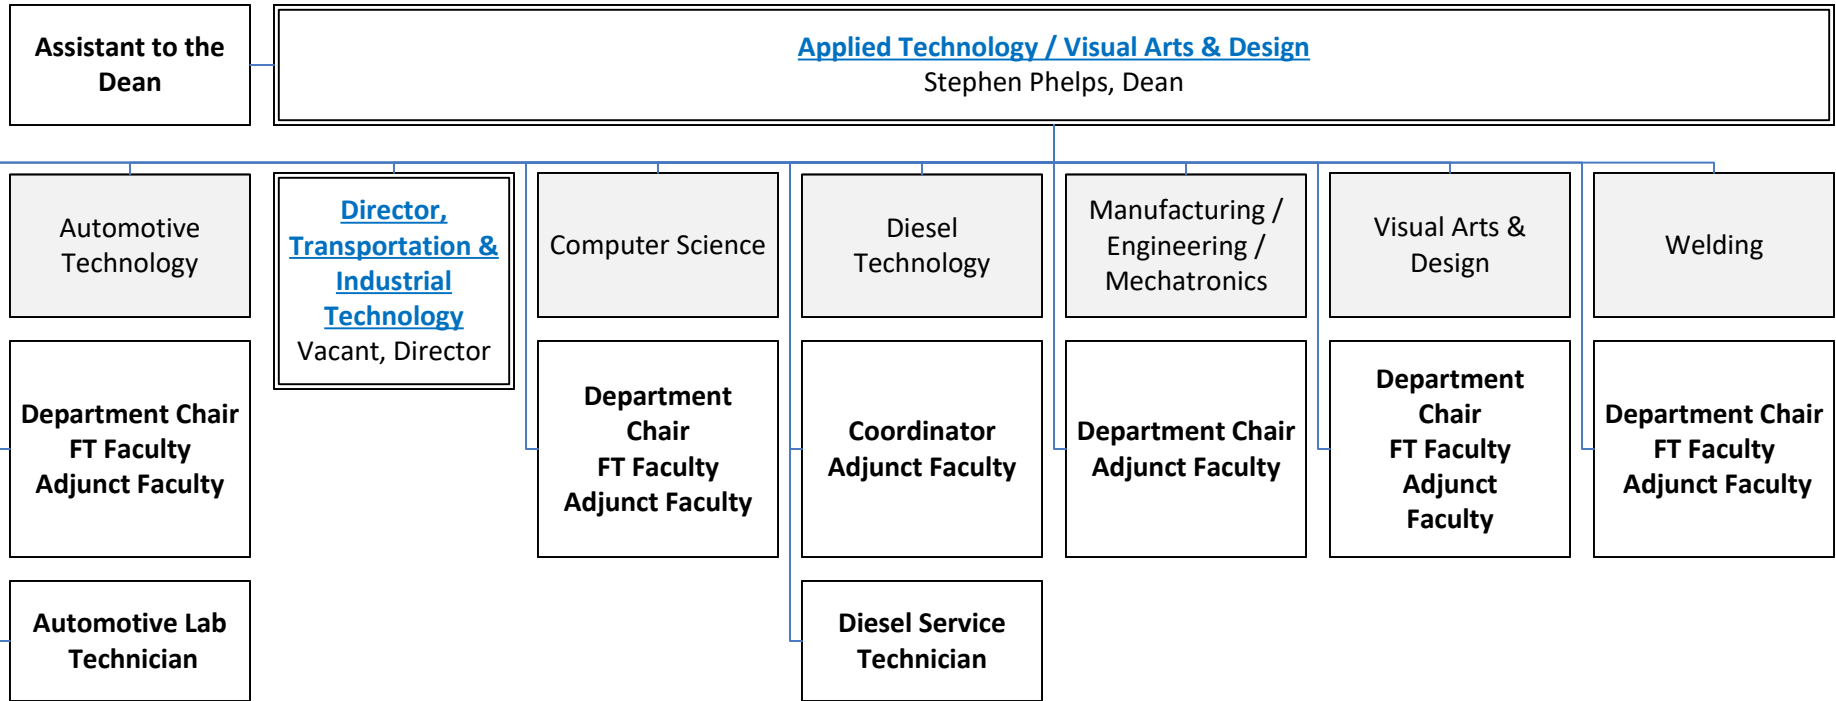 Assistant to the
Dean
Applied Technology / Visual Arts & Design
Stephen Phelps, Dean
Automotive
Technology
Director,
Transportation &
Industrial
Technology
Vacant, Director
Computer Science
Diesel
Technology
Manufacturing /
Engineering /
Mechatronics
Visual Arts &
Design
Welding
Department Chair
FT Faculty
Adjunct Faculty
Department
Chair
FT Faculty
Adjunct Faculty
Coordinator
Adjunct Faculty
Department Chair
Adjunct Faculty
Department
Chair
FT Faculty
Adjunct
Faculty
Department Chair
FT Faculty
Adjunct Faculty
Automotive Lab
Technician
Diesel Service
Technician